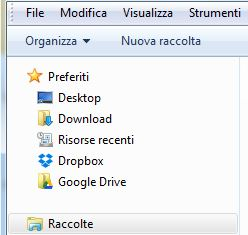 File Modifica Visualizza Strumenti
Organizza Nuova raccolta
Preferiti
Desktop
Download
Risorse recenti
Dropbox
Google Drive
Raccolte